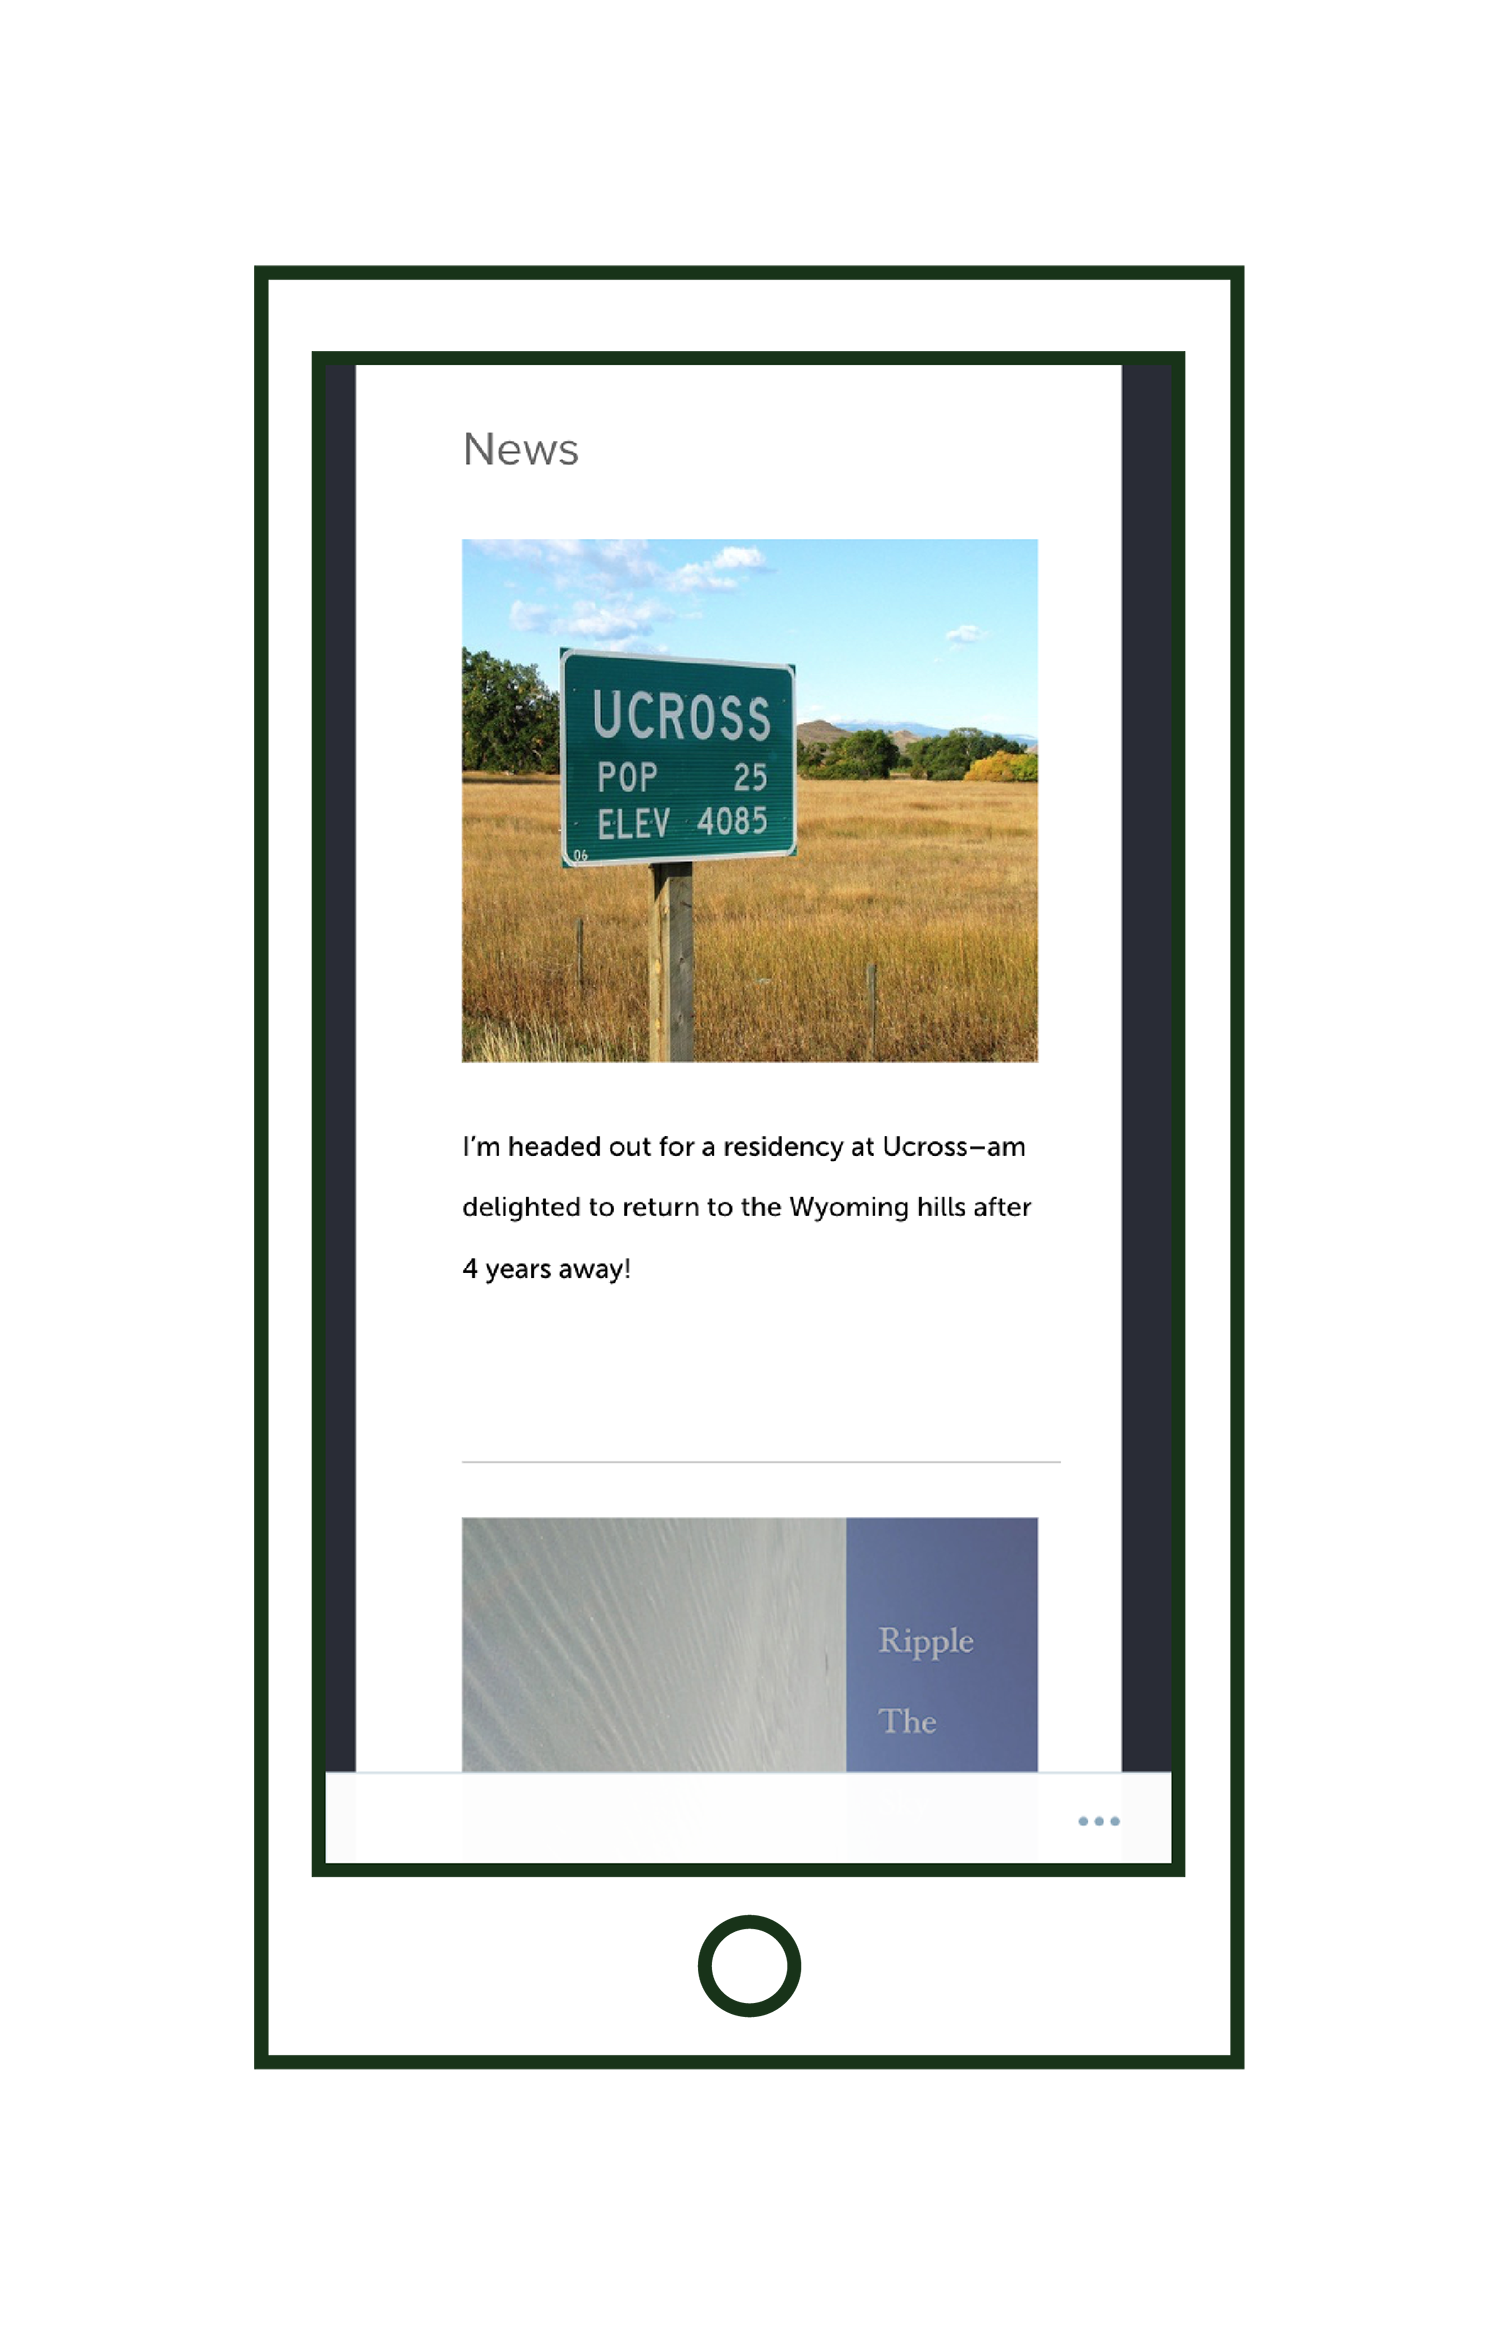 News
UCROSS
POP 25
ELEV 4085
06
I’m headed out for a residency at Ucross–am
delighted to return to the Wyoming hills after
4 years away!
Ripple
The